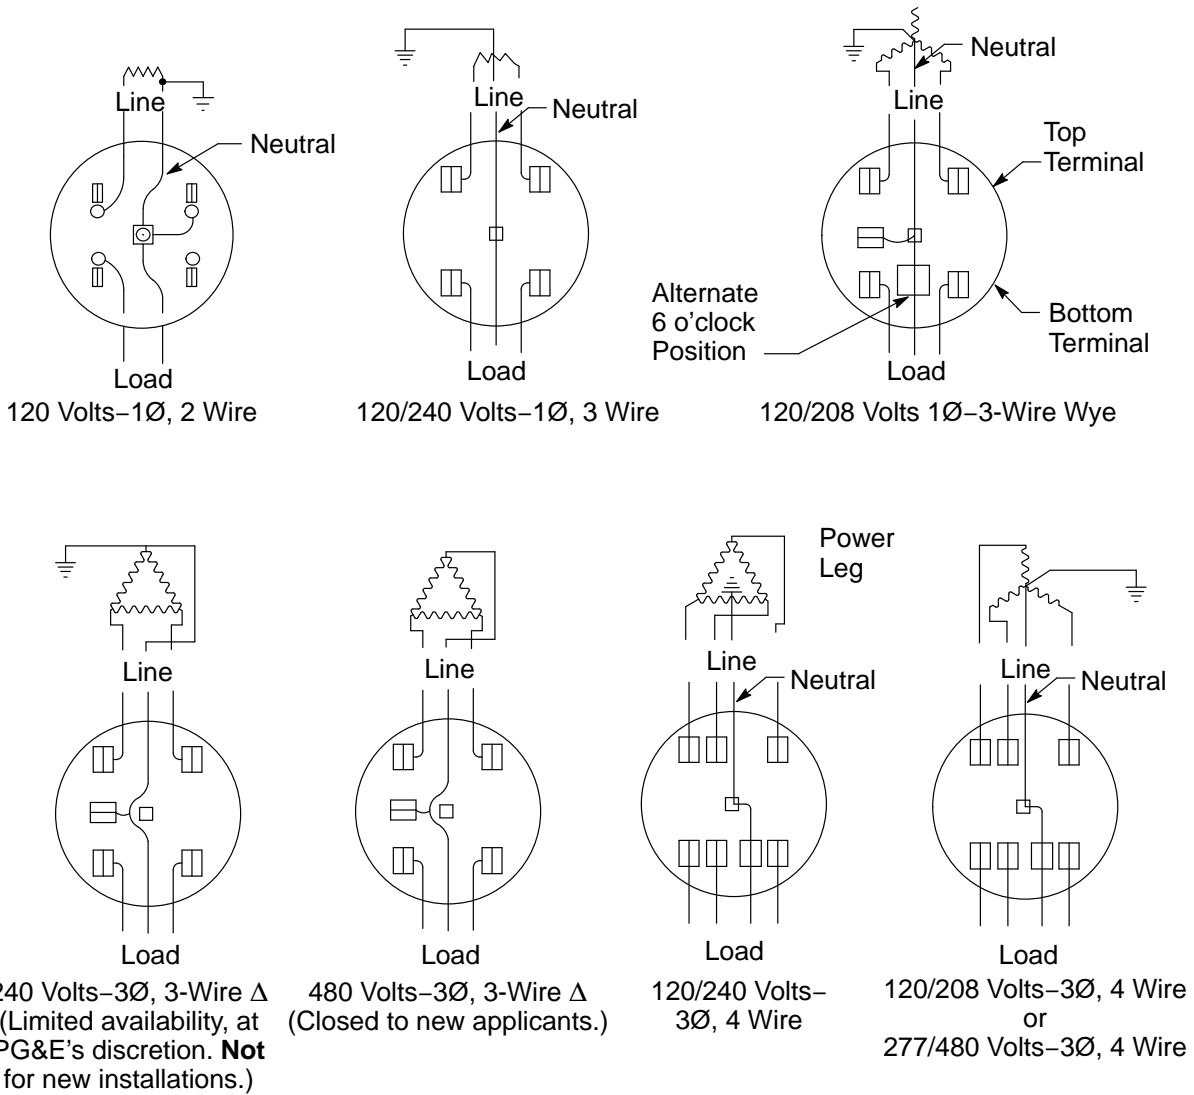 Line
Neutral
Load
120 Volts–1Ø, 2 Wire
Line
Neutral
Load
120/240 Volts–1Ø, 3 Wire
Neutral
Line
Top
Terminal
Alternate
6 o’clock
Position
Bottom
Terminal
Load
120/208 Volts 1Ø–3-Wire Wye
Line
Load
240 Volts–3Ø, 3-Wire Δ
(Limited availability, at
PG&E’s discretion. Not
for new installations.)
Line
Load
480 Volts–3Ø, 3-Wire Δ
(Closed to new applicants.)
Power
Leg
Line
Neutral
Load
120/240 Volts–
3Ø, 4 Wire
Line
Neutral
Load
120/208 Volts–3Ø, 4 Wire
or
277/480 Volts–3Ø, 4 Wire